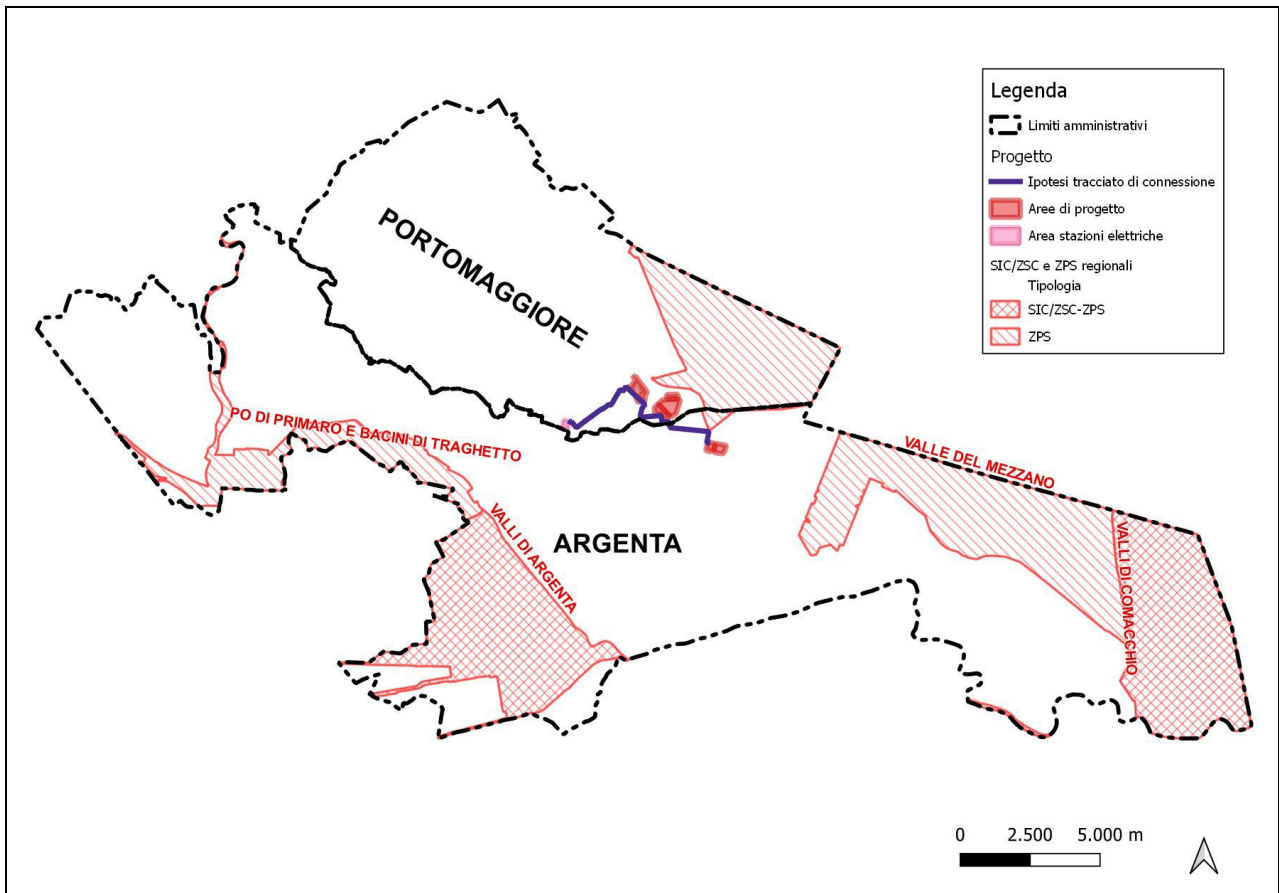 Legenda
Limiti amministrativi
Progetto
Ipotesi tracciato di connessione
Aree di progetto
Area stazioni elettriche
SIC/ZSC e ZPS regionali
Tipologia
SIC/ZSC-ZPS
ZPS
PORTOMAGGIORE
PO DI PRIMARO E BACINI DI TRAGHETTO
VALLE DEL MEZZANO
VALLI DI ARGENTA
ARGENTA
VALLI DI COMACCHIO
0 2.500 5.000 m